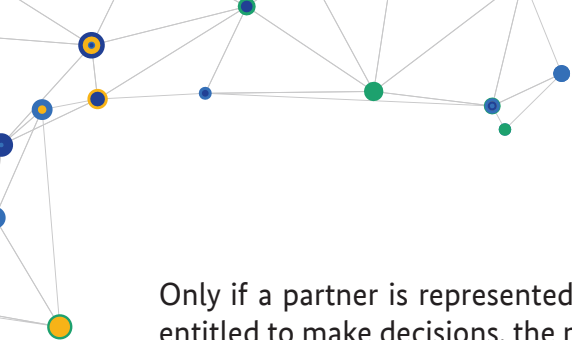 Only if a partner is represented
entitled to make decisions, the